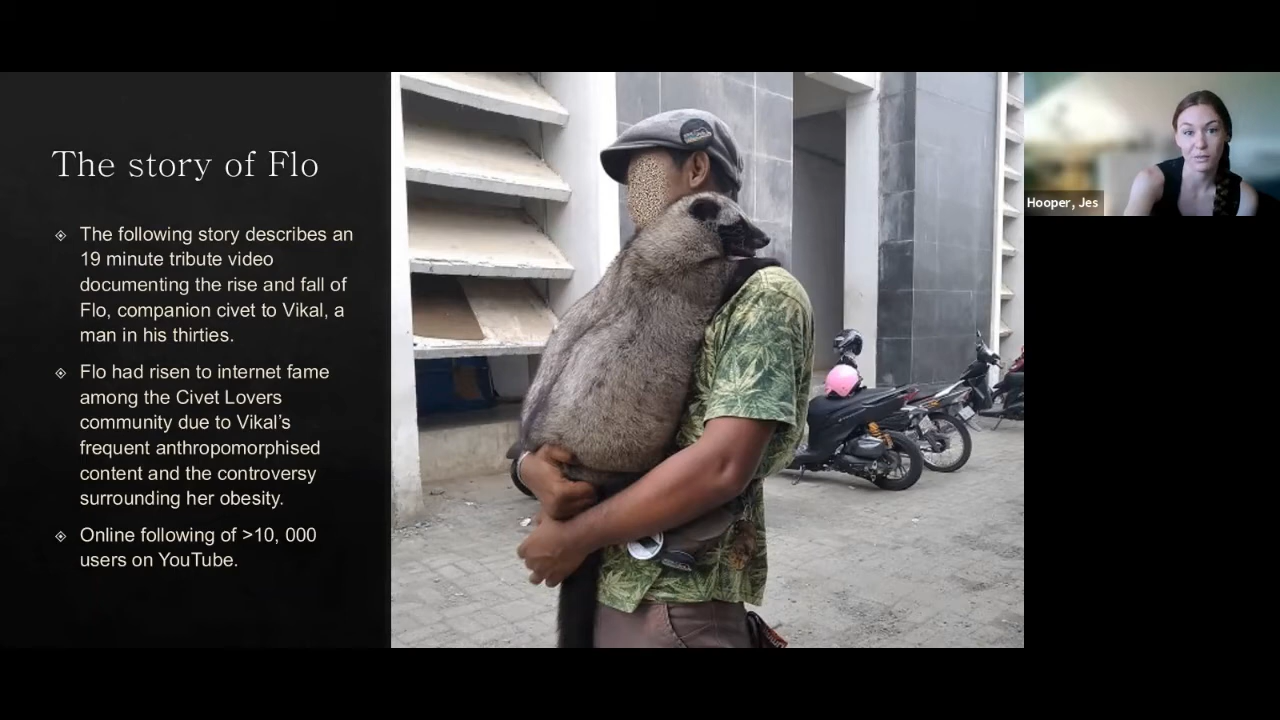 The story of Flo
The following story describes an
19 minute tribute video
documenting the rise and fall of
Flo, companion civet to Vikal, a
man in his thirties.
Flo had risen to internet fame
among the Civet Lovers
community due to Vikal’s
frequent anthropomorphised
content and the controversy
surrounding her obesity.
Online following of >10, 000
users on YouTube.
Hooper, Jes